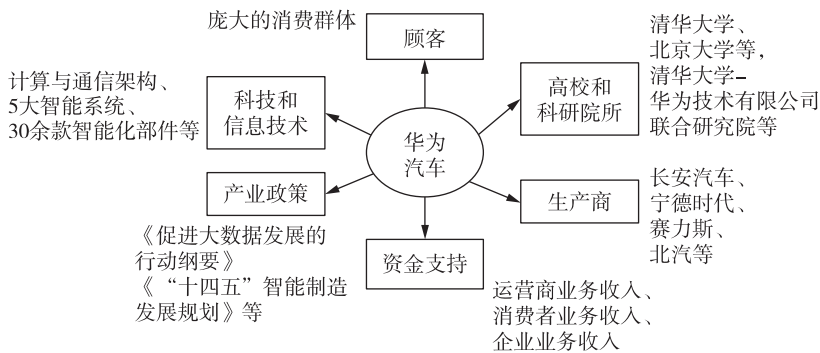 庞大的消费群体
顾客
清华大学、
北京大学等，
清华大学-
华为技术有限公司
联合研究院等
高校和
科研院所
计算与通信架构、
5大智能系统、
30余款智能化部件等
科技和
信息技术
华为
汽车
产业政策
生产商
长安汽车、
宁德时代、
赛力斯、
北汽等
《促进大数据发展的
行动纲要》
《“十四五”智能制造
发展规划》等
资金支持
运营商业务收入、
消费者业务收入、
企业业务收入